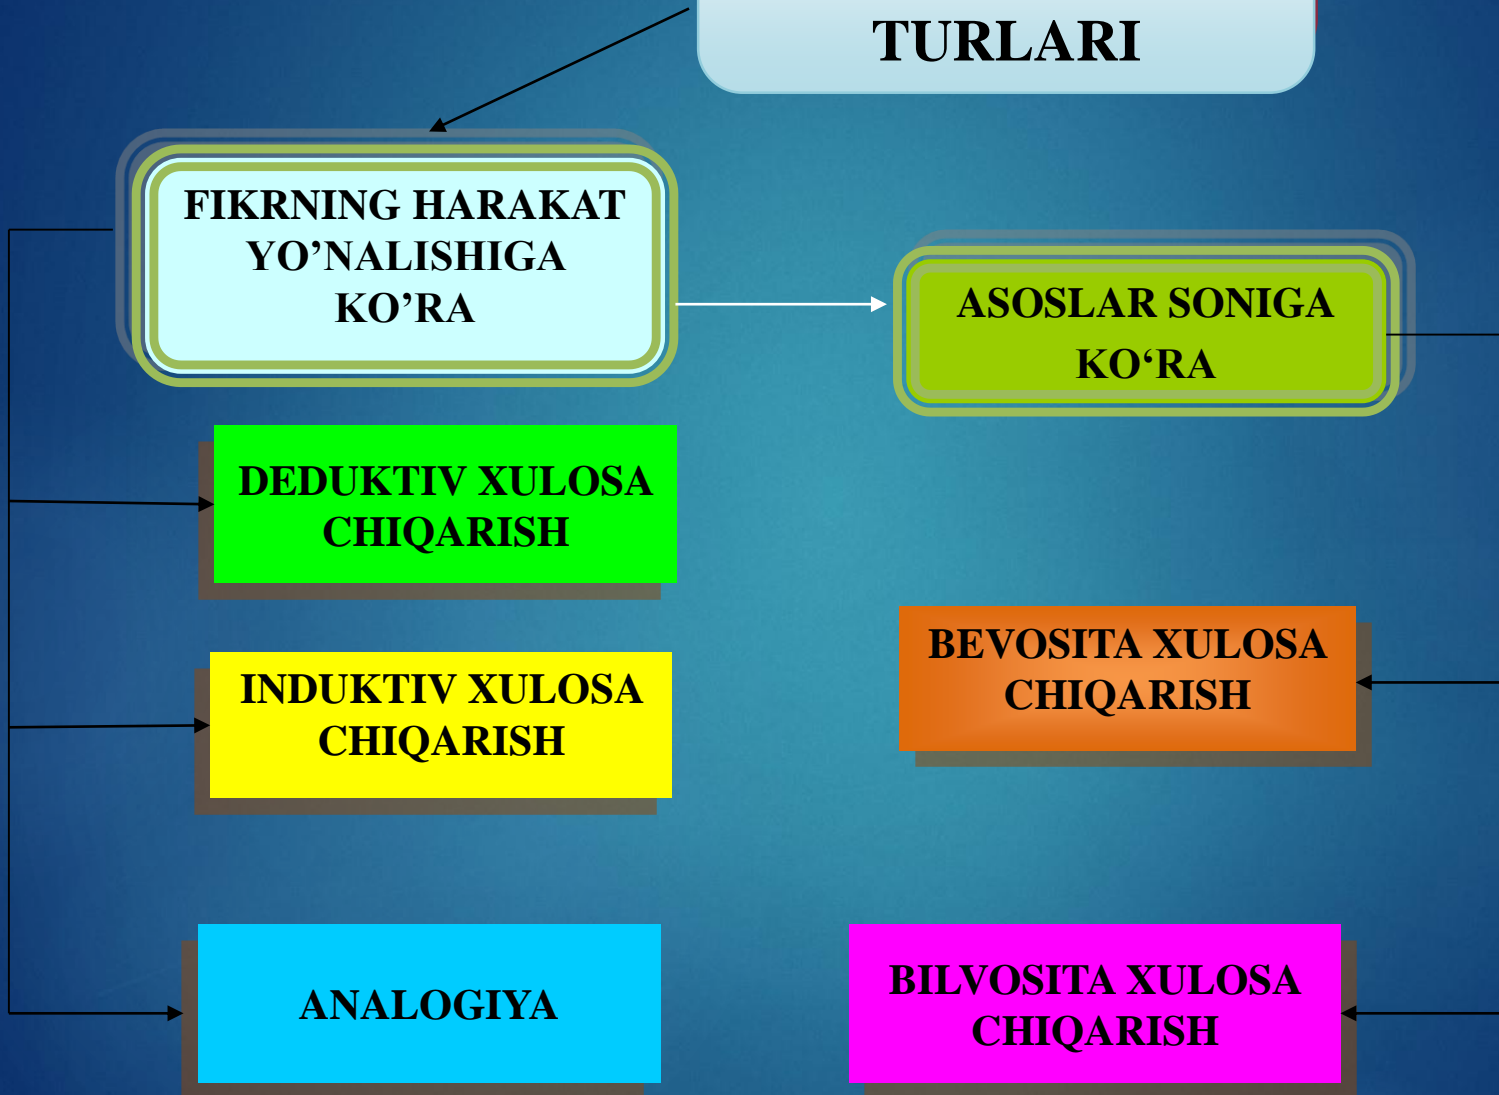 TURLARI
FIKRNING HARAKAT
YO’NALISHIGA
KO’RA
ASOSLAR SONIGA
KO‘RA
DEDUKTIV XULOSA
CHIQARISH
INDUKTIV XULOSA
CHIQARISH
BEVOSITA XULOSA
CHIQARISH
ANALOGIYA
BILVOSITA XULOSA
CHIQARISH